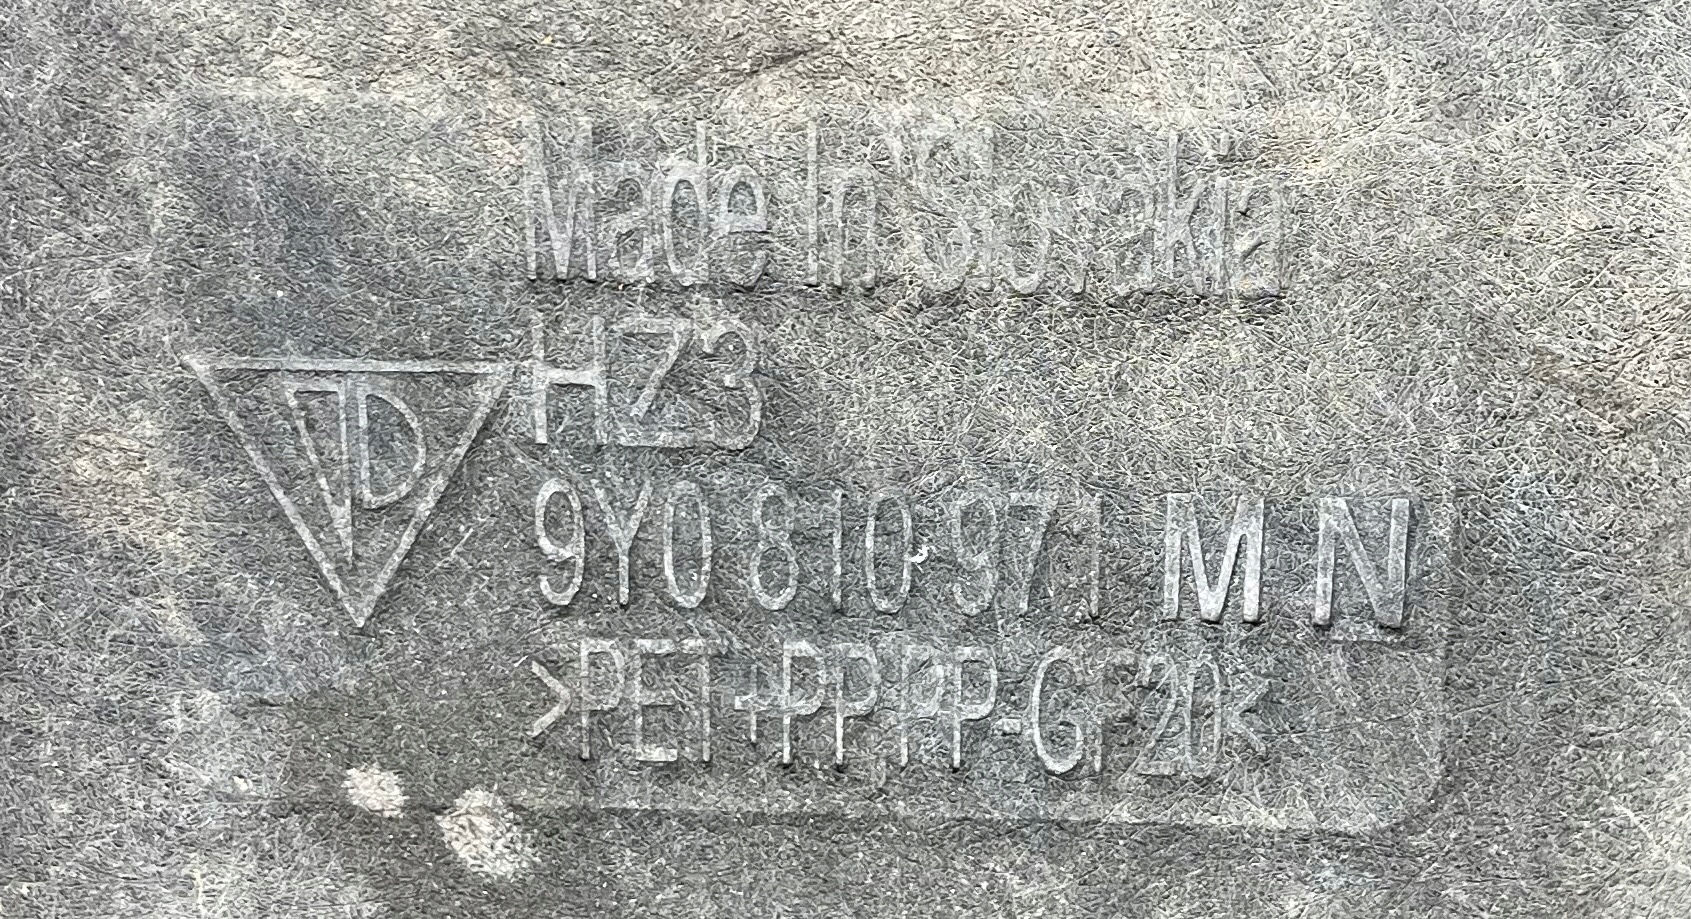 Made In Slovakia
HZ3
D
9Y0 810 971 M N
>PET+PP PP-GF20<